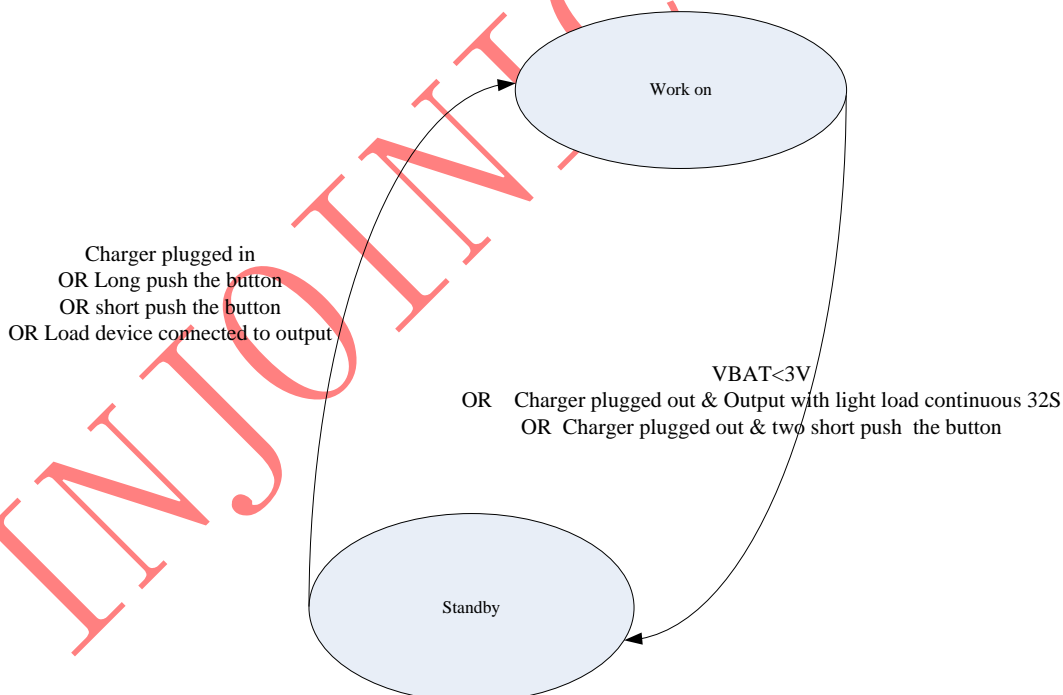 Work on
Charger plugged in
OR Long push the button
OR short push the button
OR Load device connected to output
VBAT<3V
OR Charger plugged out & Output with light load continuous 32S
OR Charger plugged out & two short push the button
Standby
INJOINIC